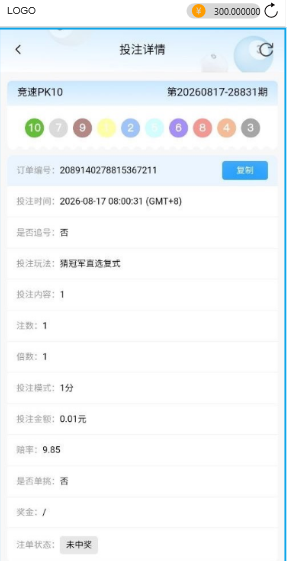 LOGO
300.000000
投注详情
竞速PK10
第20260817-28831期
10 7 9 1 2 5 6 8 4 3
订单编号：2089140278815367211
复制
投注时间：2026-08-17 08:00:31 (GMT+8)
是否追号：否
投注玩法：猜冠军直选复式
投注内容：1
注数：1
倍数：1
投注模式：1分
投注金额：0.01元
赔率：9.85
是否单挑：否
奖金：/
注单状态：未中奖